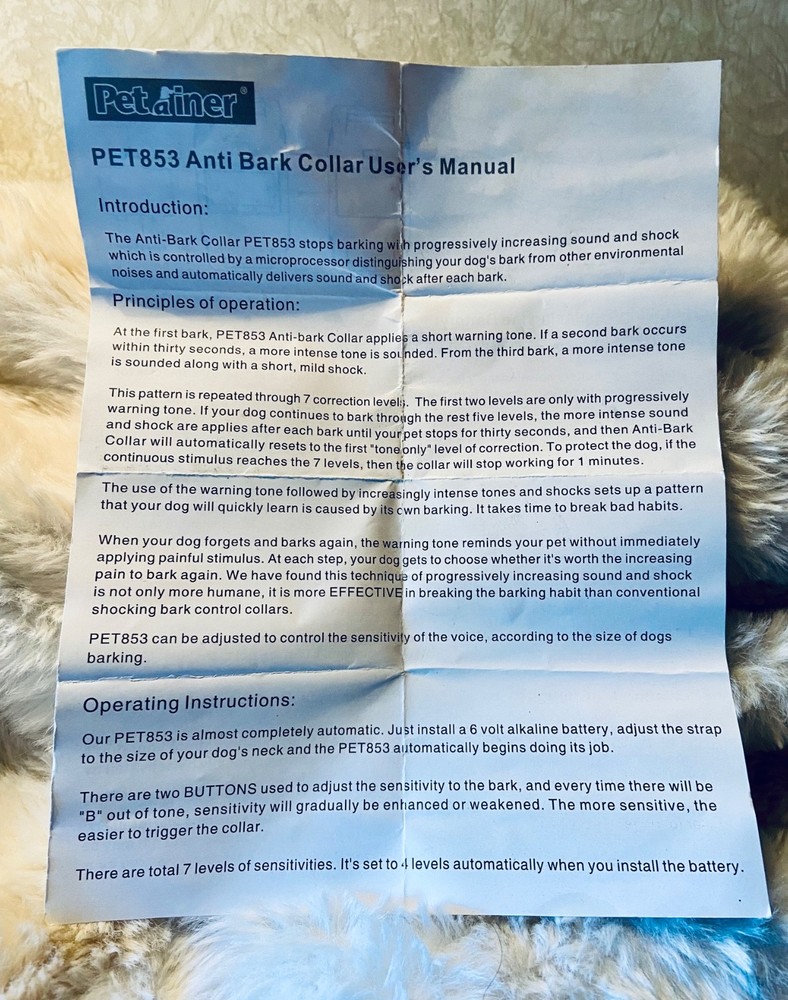 Petrainer®
PET853 Anti Bark Collar User's Manual
Introduction:
The Anti-Bark Collar PET853 stops barking with progressively increasing sound and shock
which is controlled by a microprocessor distinguishing your dog's bark from other environmental
noises and automatically delivers sound and shock after each bark.
Principles of operation:
At the first bark, PET853 Anti-bark Collar applies a short warning tone. If a second bark occurs
within thirty seconds, a more intense tone is sounded. From the third bark, a more intense tone
is sounded along with a short, mild shock.
This pattern is repeated through 7 correction levels. The first two levels are only with progressively
warning tone. If your dog continues to bark through the rest five levels, the more intense sound
and shock are applies after each bark until your pet stops for thirty seconds, and then Anti-Bark
Collar will automatically resets to the first "tone only" level of correction. To protect the dog, if the
continuous stimulus reaches the 7 levels, then the collar will stop working for 1 minutes.
The use of the warning tone followed by increasingly intense tones and shocks sets up a pattern
that your dog will quickly learn is caused by its own barking. It takes time to break bad habits.
When your dog forgets and barks again, the warning tone reminds your pet without immediately
applying painful stimulus. At each step, your dog gets to choose whether it's worth the increasing
pain to bark again. We have found this technique of progressively increasing sound and shock
is not only more humane, it is more EFFECTIVE in breaking the barking habit than conventional
shocking bark control collars.
PET853 can be adjusted to control the sensitivity of the voice, according to the size of dogs
barking.
Operating Instructions:
Our PET853 is almost completely automatic. Just install a 6 volt alkaline battery, adjust the strap
to the size of your dog's neck and the PET853 automatically begins doing its job.
There are two BUTTONS used to adjust the sensitivity to the bark, and every time there will be
"B" out of tone, sensitivity will gradually be enhanced or weakened. The more sensitive, the
easier to trigger the collar.
There are total 7 levels of sensitivities. It's set to 4 levels automatically when you install the battery.